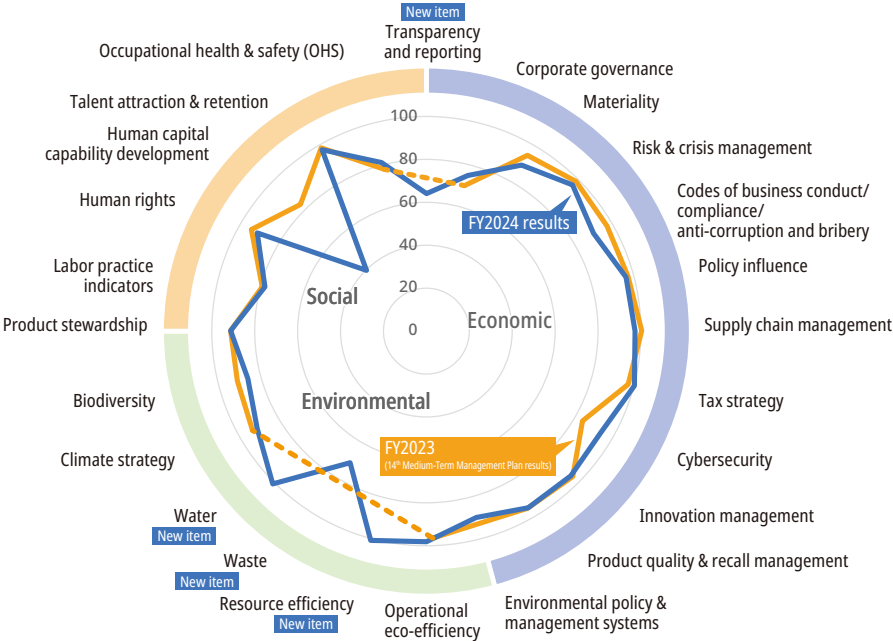 New item
Transparency
and reporting
Occupational health & safety (OHS)
Corporate governance
Talent attraction & retention
Materiality
Human capital
capability development
Risk & crisis management
Human rights
Codes of business conduct/
compliance/
anti-corruption and bribery
Labor practice
indicators
Policy influence
Product stewardship
Supply chain management
Biodiversity
Tax strategy
Climate strategy
Cybersecurity
Water
New item
Innovation management
Waste
New item
Product quality & recall management
Resource efficiency
New item
Operational
eco-efficiency
Environmental policy &
management systems
100
80
60
40
20
0
FY2024 results
Social
Economic
Environmental
FY2023
(14th Medium-Term Management Plan results)